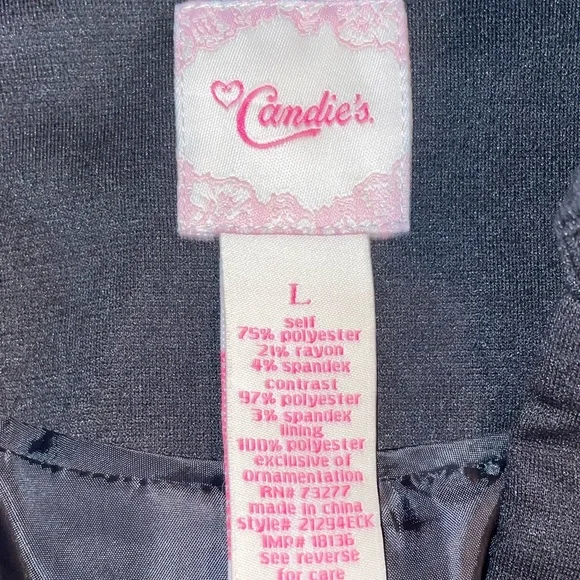 Candie's.
L
self
75% polyester
21% rayon
4% spandex
contrast
97% polyester
3% spandex
lining
100% polyester
exclusive of
ornamentation
RN# 73277
made in china
style# 21294ECK
IMP# 18136
see reverse
for care